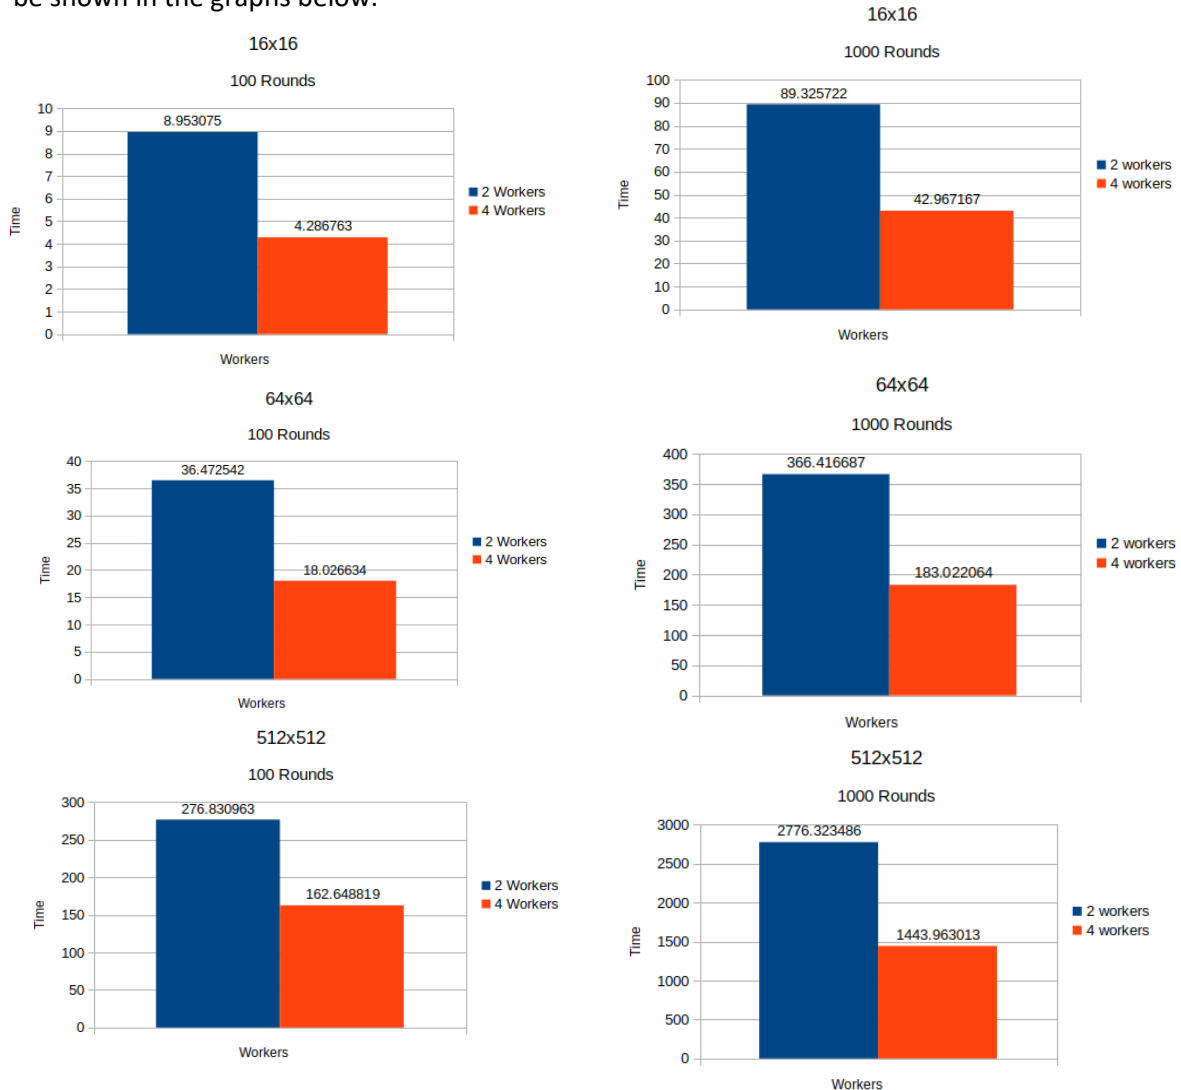 be shown in the graphs below.
16x16
100 Rounds
10
9
8
7
6
5
4
3
2
1
0
Time
8.953075
4.286763
2 Workers
4 Workers
Workers
16x16
1000 Rounds
100
90
80
70
60
50
40
30
20
10
0
Time
89.325722
42.967167
2 workers
4 workers
Workers
64x64
100 Rounds
40
35
30
25
20
15
10
5
0
Time
36.472542
18.026634
2 Workers
4 Workers
Workers
64x64
1000 Rounds
400
350
300
250
200
150
100
50
0
Time
366.416687
183.022064
2 workers
4 workers
Workers
512x512
100 Rounds
300
250
200
150
100
50
0
Time
276.830963
162.648819
2 Workers
4 Workers
Workers
512x512
1000 Rounds
3000
2500
2000
1500
1000
500
0
Time
2776.323486
1443.963013
2 workers
4 workers
Workers